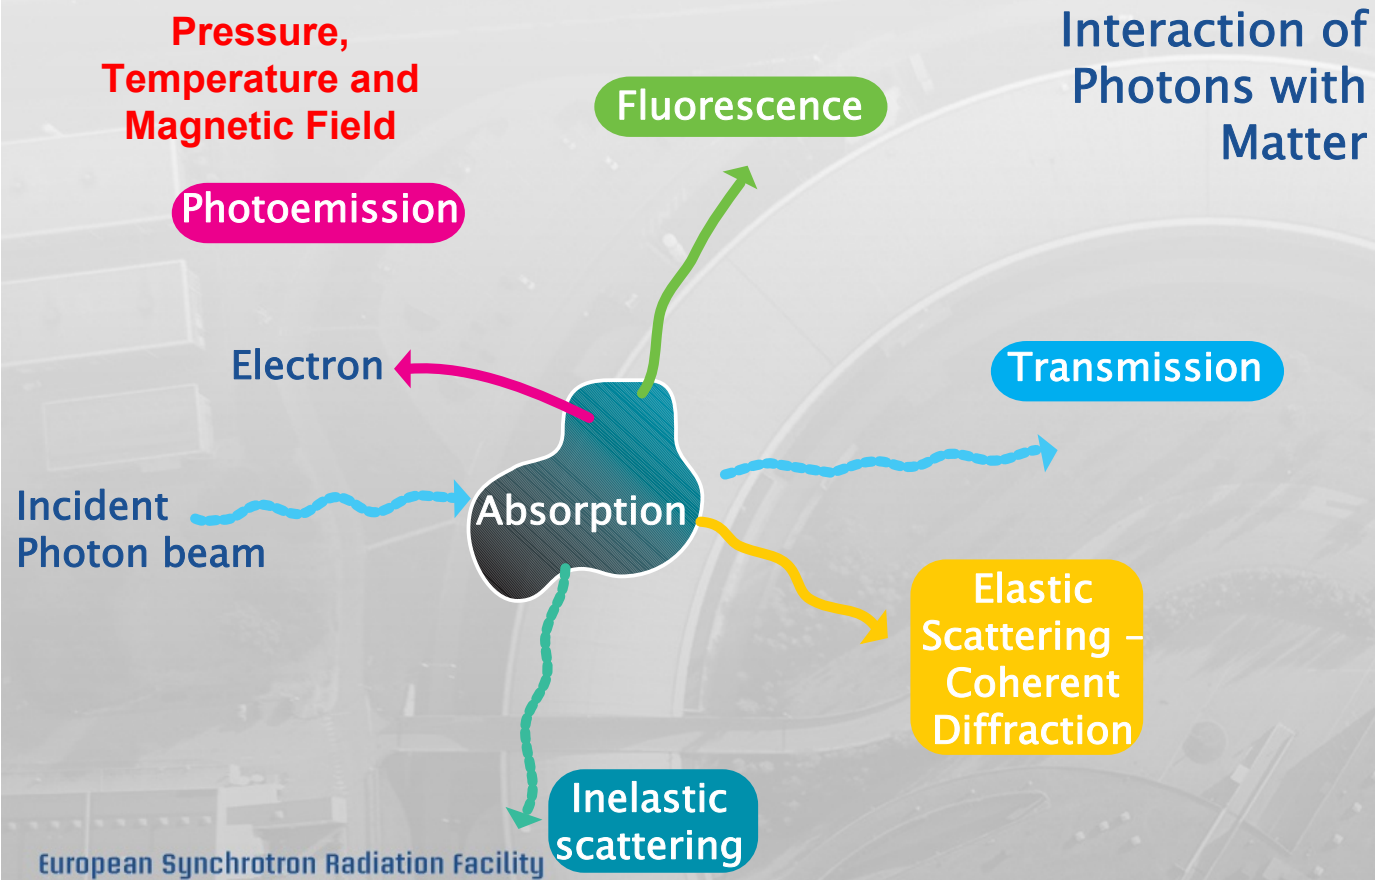 Pressure,
Temperature and
Magnetic Field
Interaction of
Photons with
Matter
Fluorescence
Photoemission
Electron
Transmission
Incident
Photon beam
Absorption
Elastic
Scattering –
Coherent
Diffraction
Inelastic
scattering
European Synchrotron Radiation Facility